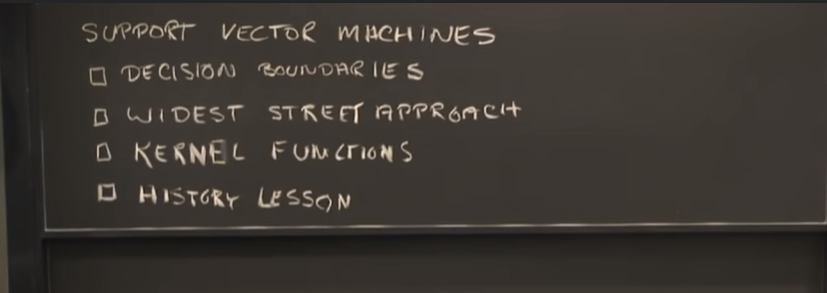 SUPPORT VECTOR MACHINES
□ DECISION BOUNDARIES
□ WIDEST STREET APPROACH
□ KERNEL FUNCTIONS
□ HISTORY LESSON